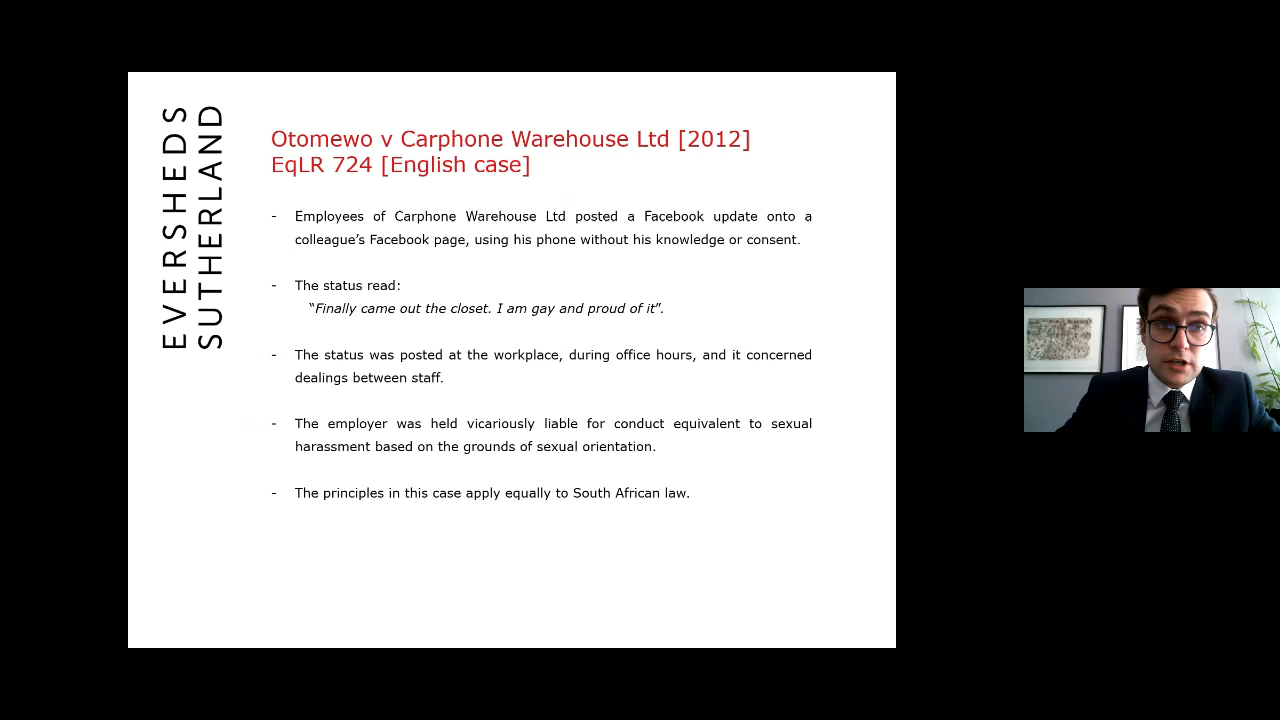 EVERSHEDS
SUTHERLAND
Otomewo v Carphone Warehouse Ltd [2012]
EqLR 724 [English case]
- Employees of Carphone Warehouse Ltd posted a Facebook update onto a
colleague’s Facebook page, using his phone without his knowledge or consent.
- The status read:
“Finally came out the closet. I am gay and proud of it”.
- The status was posted at the workplace, during office hours, and it concerned
dealings between staff.
- The employer was held vicariously liable for conduct equivalent to sexual
harassment based on the grounds of sexual orientation.
- The principles in this case apply equally to South African law.